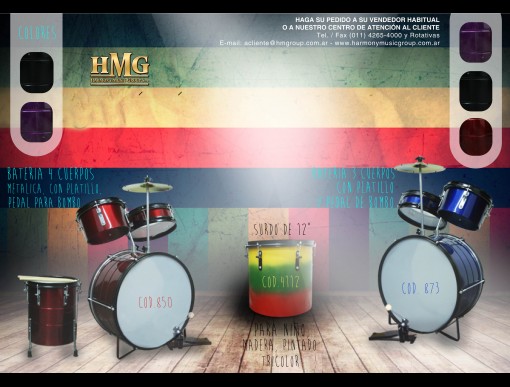 HAGA SU PEDIDO A SU VENDEDOR HABITUAL
O A NUESTRO CENTRO DE ATENCIÓN AL CLIENTE
Tel. / Fax (011) 4265-4000 y Rotativas
E-mail: acliente@hmgroup.com.ar - www.harmonymusicgroup.com.ar
COLORES
HMG
BATERIA 4 CUERPOS
METALICA, CON PLATILLO
PEDAL PARA BOMBO
BATERIA 3 CUERPOS
CON PLATILLO
Y PEDAL DE BOMBO
SURDO DE 12"
COD.850
COD.4112
COD. 873
PARA NIÑO
MADERA, PINTADO
TRICOLOR